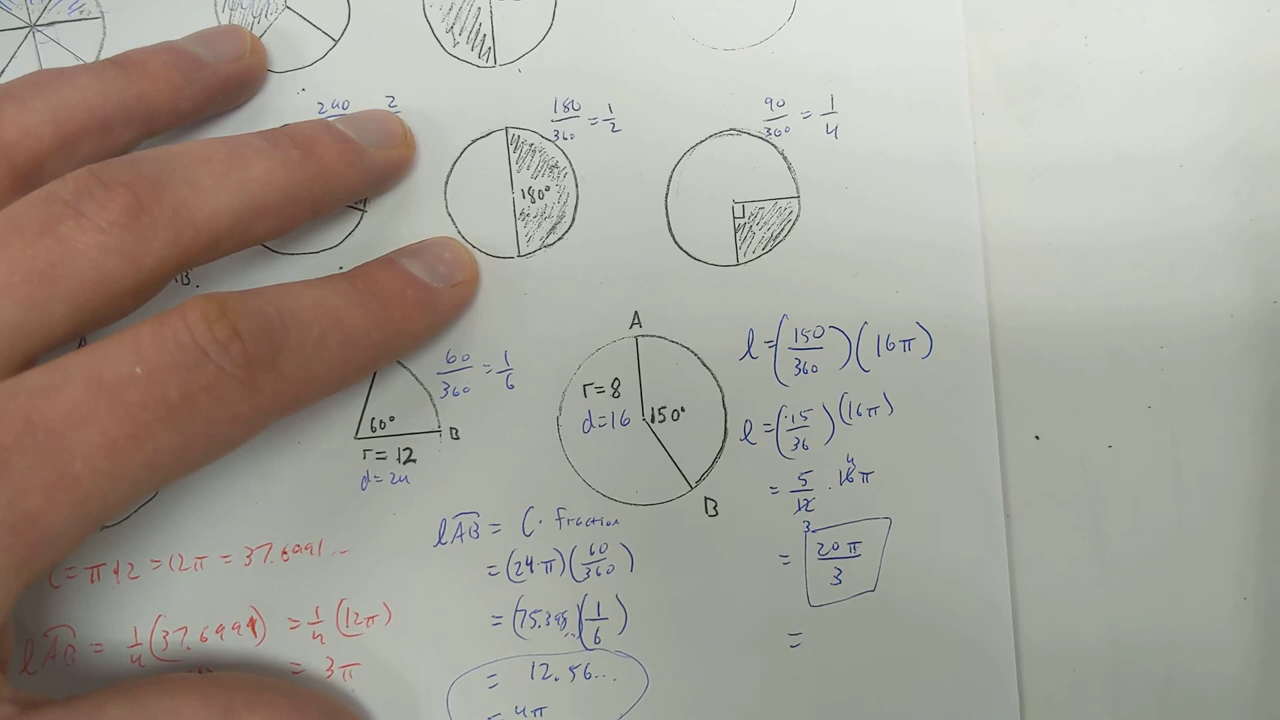 240 2
180/360 = 1/2
90/360 = 1/4
180°
AB.
A
60/360 = 1/6
60°
B
r = 12
d = 24
A
r = 8
d = 16
150°
B
l = (150/360)(16π)
l = (15/36)(16π)
= 5/12 · 16π
4
3
= 20π/3
=
lAB = C · fraction
= (24·π)(60/360)
= (75.398...)(1/6)
= 12.56...
= 4π
C = π12 = 12π = 37.6991...
lAB = 1/4(37.6991) = 1/4(12π)
= 3π